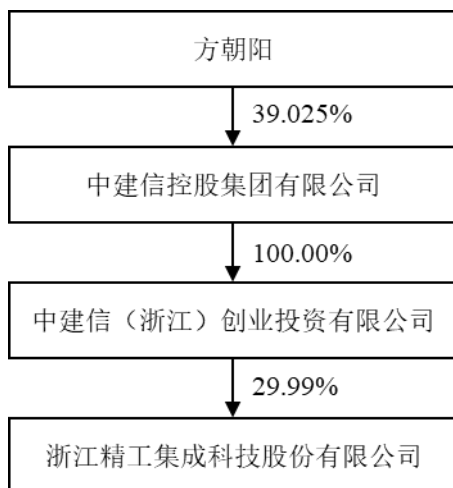 方朝阳
39.025%
中建信控股集团有限公司
100.00%
中建信（浙江）创业投资有限公司
29.99%
浙江精工集成科技股份有限公司